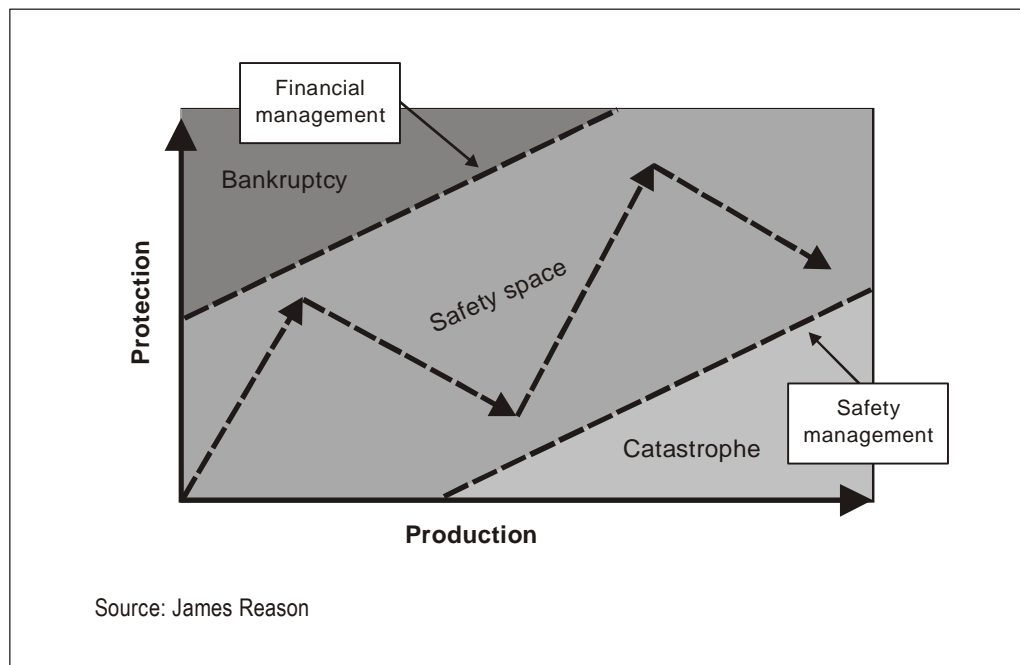 Financial
management
Bankruptcy
Protection
Safety space
Safety
management
Catastrophe
Production
Source: James Reason